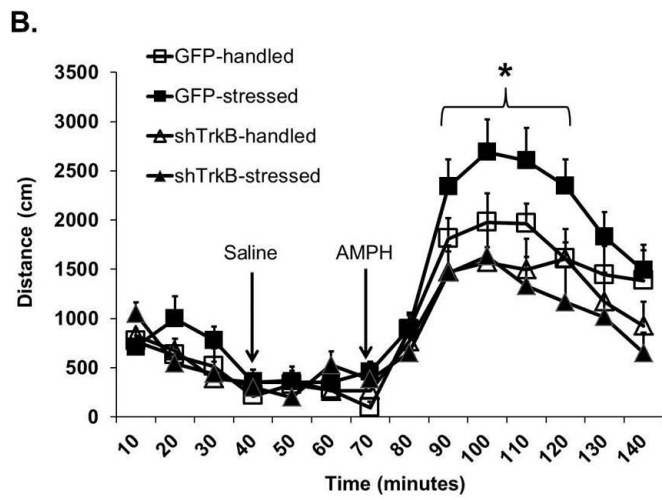 B.
GFP-handled
GFP-stressed
shTrkB-handled
shTrkB-stressed
*
3500
3000
2500
2000
1500
1000
500
0
Distance (cm)
Saline
AMPH
10 20 30 40 50 60 70 80 90 100 110 120 130 140
Time (minutes)